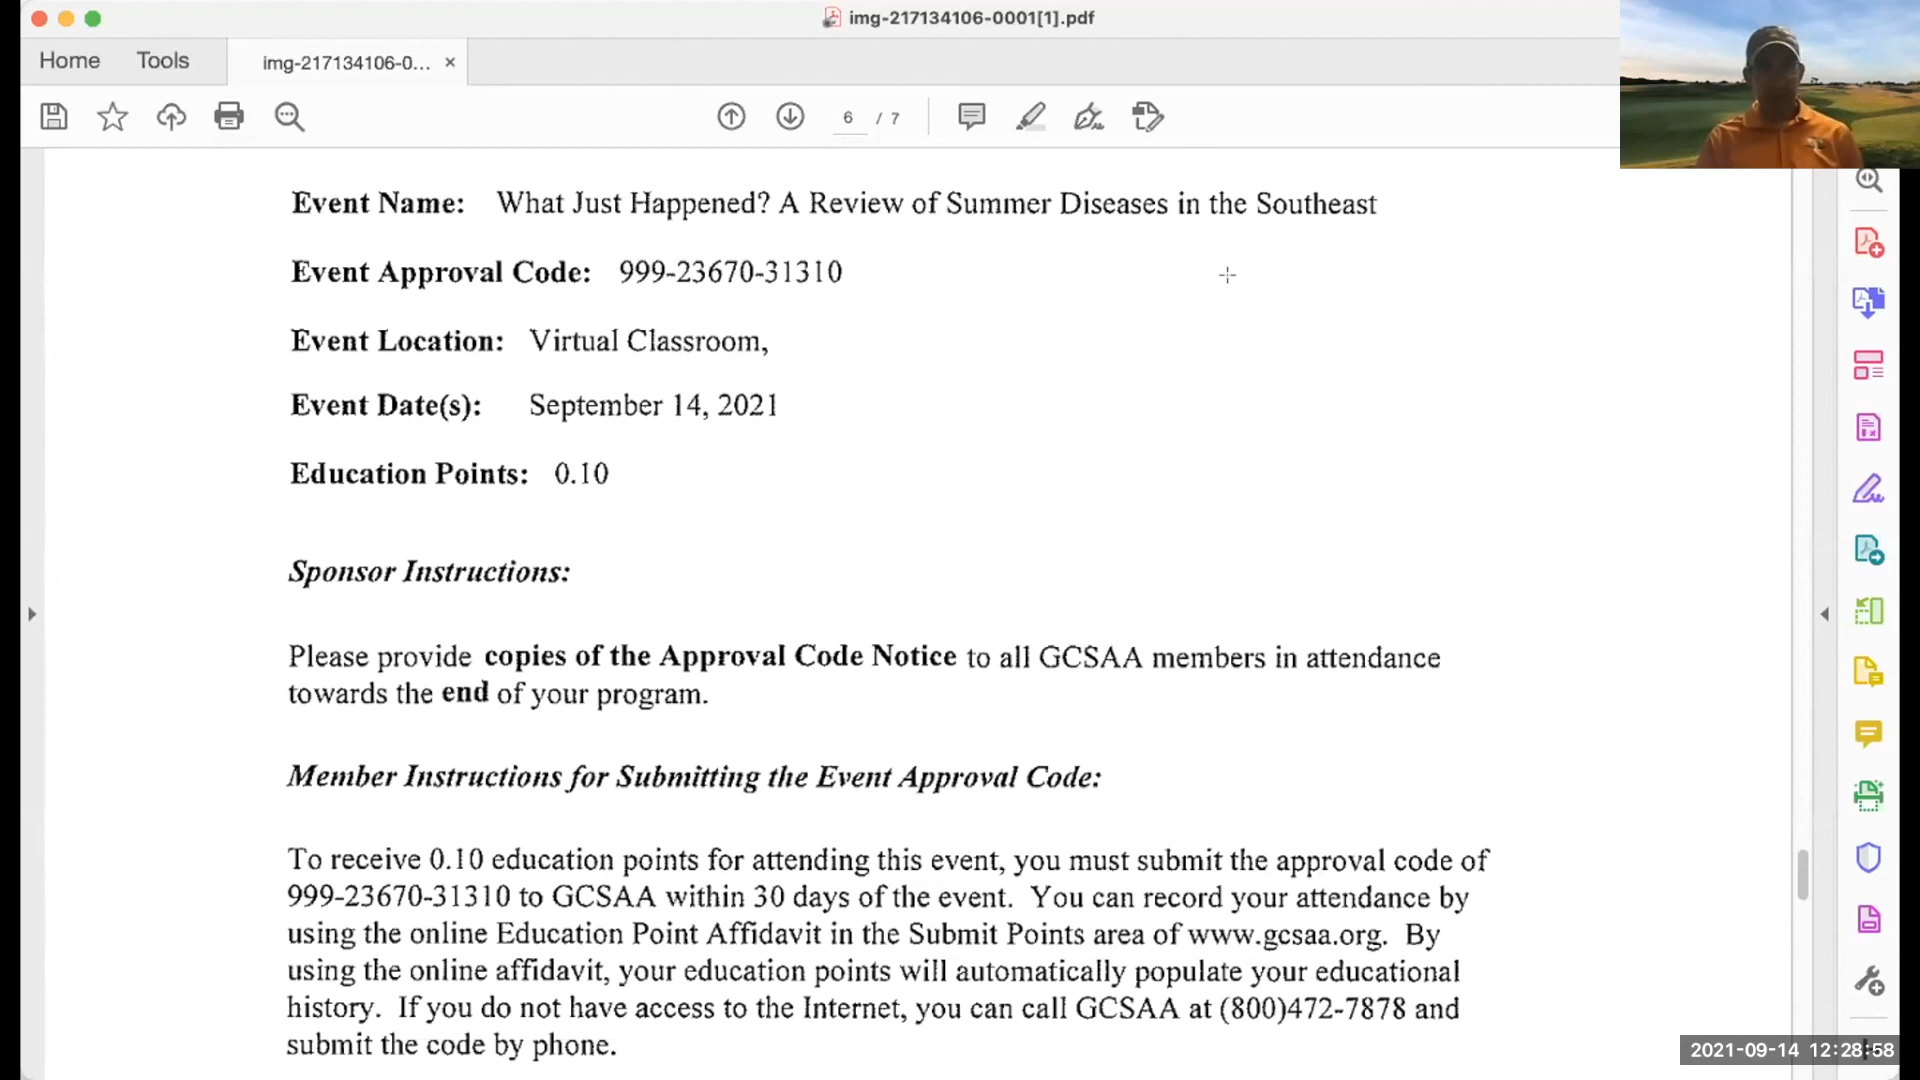 img-217134106-0001[1].pdf
Home Tools img-217134106-0... ×
6 / 7
Event Name: What Just Happened? A Review of Summer Diseases in the Southeast
Event Approval Code: 999-23670-31310
Event Location: Virtual Classroom,
Event Date(s): September 14, 2021
Education Points: 0.10
Sponsor Instructions:
Please provide copies of the Approval Code Notice to all GCSAA members in attendance
towards the end of your program.
Member Instructions for Submitting the Event Approval Code:
To receive 0.10 education points for attending this event, you must submit the approval code of
999-23670-31310 to GCSAA within 30 days of the event. You can record your attendance by
using the online Education Point Affidavit in the Submit Points area of www.gcsaa.org. By
using the online affidavit, your education points will automatically populate your educational
history. If you do not have access to the Internet, you can call GCSAA at (800)472-7878 and
submit the code by phone.
2021-09-14 12:28:58